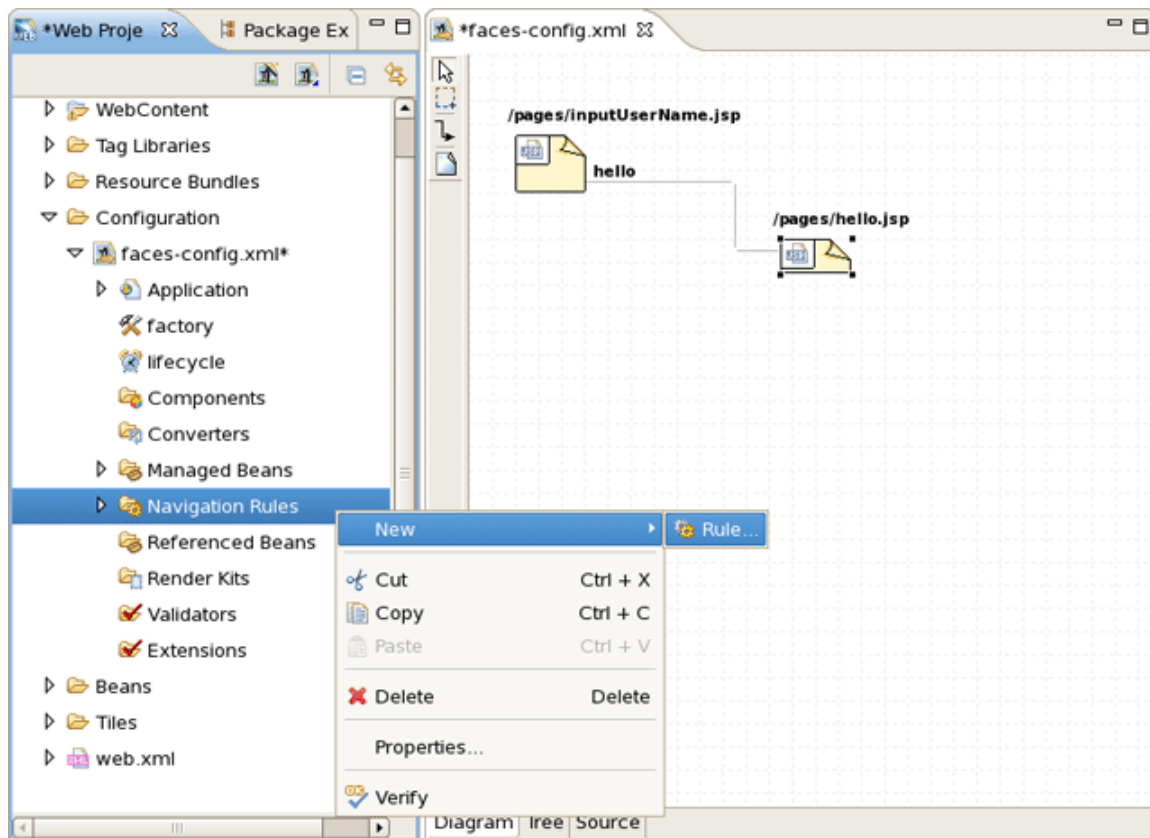 *Web Proje
Package Ex
WebContent
Tag Libraries
Resource Bundles
Configuration
faces-config.xml*
Application
factory
lifecycle
Components
Converters
Managed Beans
Navigation Rules
Referenced Beans
Render Kits
Validators
Extensions
Beans
Tiles
web.xml
*faces-config.xml
/pages/inputUserName.jsp
hello
/pages/hello.jsp
New
Rule...
Cut Ctrl + X
Copy Ctrl + C
Paste Ctrl + V
Delete Delete
Properties...
Verify
Diagram Tree Source